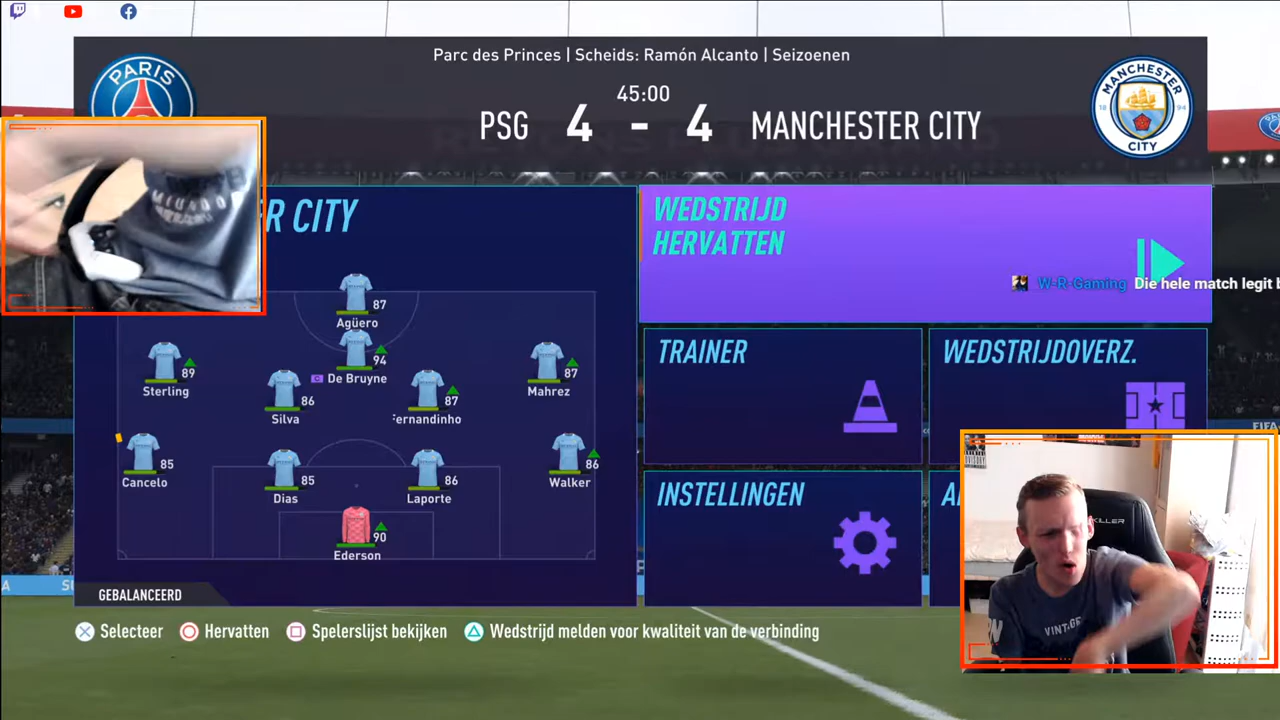 Parc des Princes | Scheids: Ramón Alcanto | Seizoenen
45:00
PSG 4 - 4 MANCHESTER CITY
PARIS
MANCHESTER
18 94
CITY
R CITY
WEDSTRIJD
HERVATTEN
W-R-Gaming Die hele match legit
87
Agüero
89
Sterling
94
De Bruyne
87
Mahrez
86
Silva
87
Fernandinho
85
Cancelo
85
Dias
86
Laporte
86
Walker
90
Ederson
GEBALANCEERD
TRAINER
WEDSTRIJDOVERZ.
INSTELLINGEN
Selecteer Hervatten Spelerslijst bekijken Wedstrijd melden voor kwaliteit van de verbinding
VINTAGE